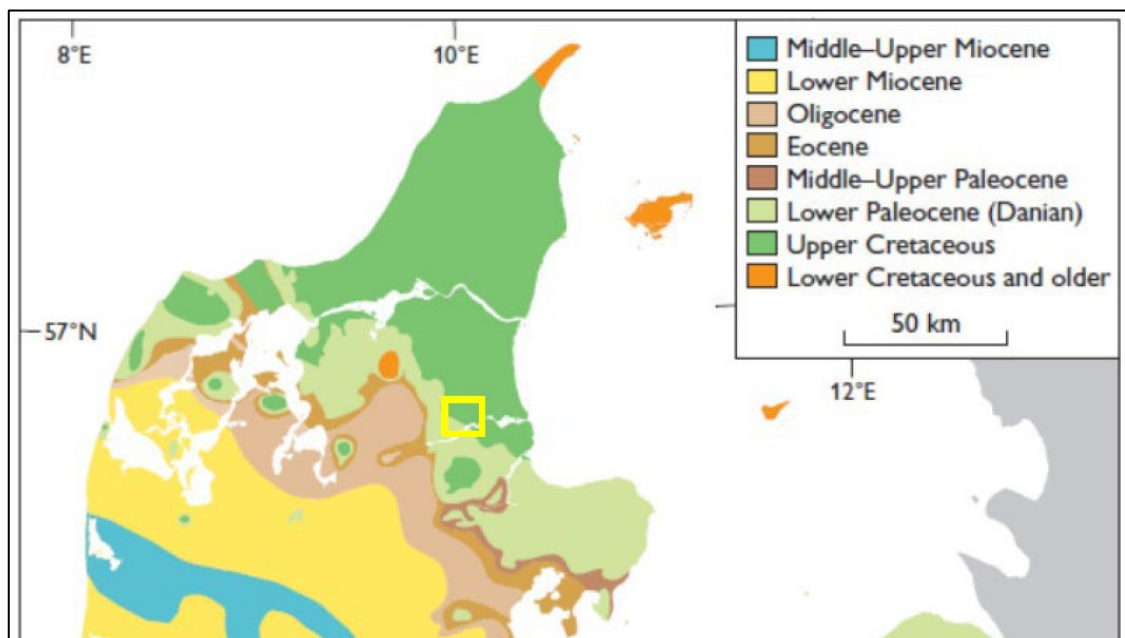 8°E
10°E
Middle–Upper Miocene
Lower Miocene
Oligocene
Eocene
Middle–Upper Paleocene
Lower Paleocene (Danian)
Upper Cretaceous
Lower Cretaceous and older
50 km
57°N
12°E